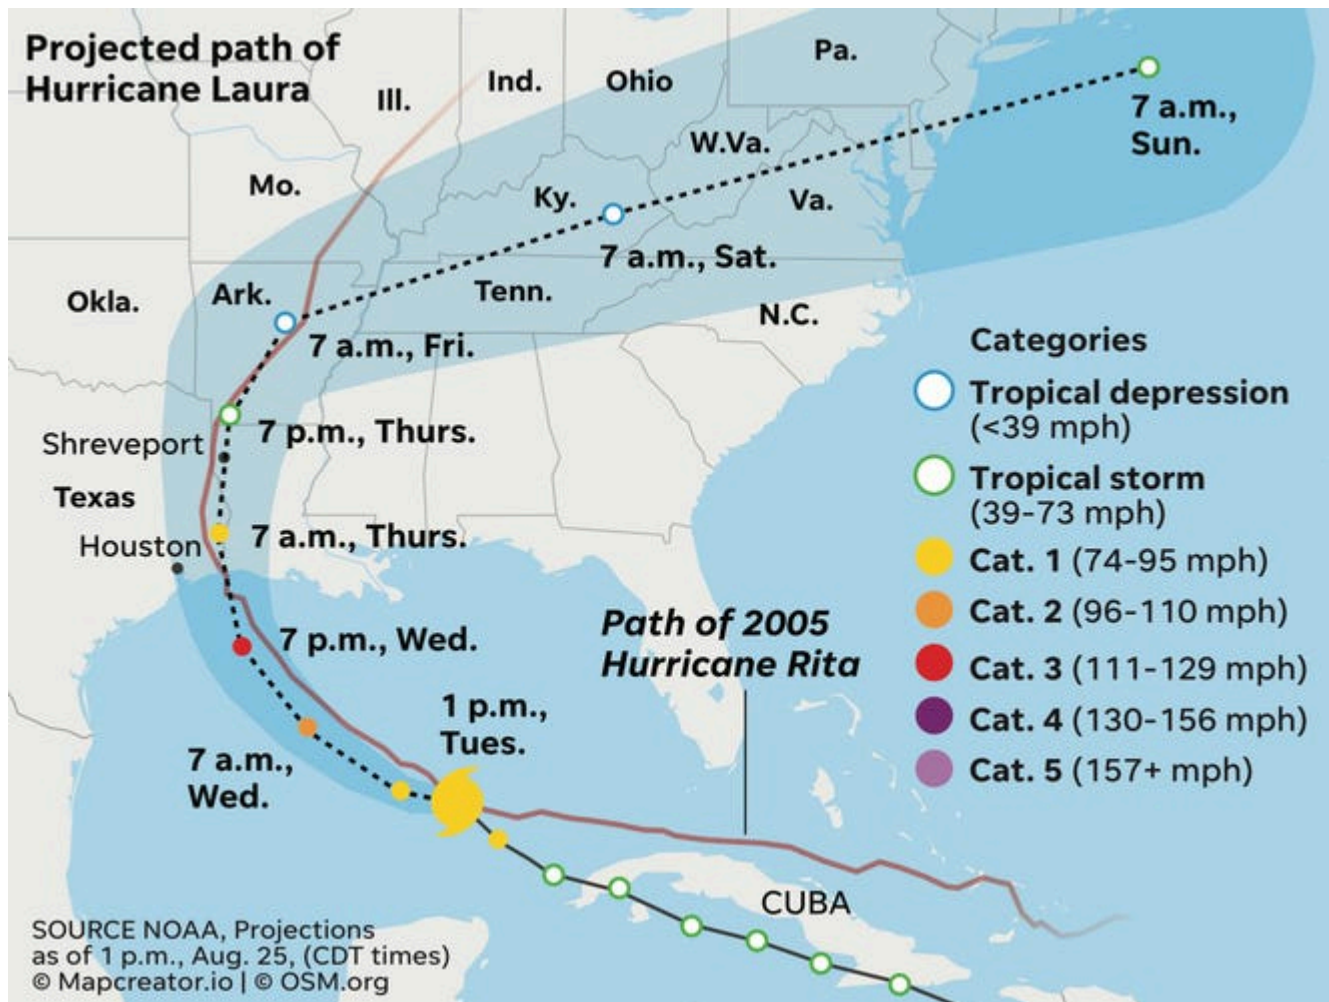 Projected path of
Hurricane Laura
Pa.
Ind.
Ohio
Ill.
7 a.m.,
Sun.
W.Va.
Mo.
Ky.
Va.
7 a.m., Sat.
Okla.
Ark.
Tenn.
N.C.
7 a.m., Fri.
Categories
Tropical depression
(<39 mph)
7 p.m., Thurs.
Shreveport
Tropical storm
(39-73 mph)
Texas
7 a.m., Thurs.
Houston
Cat. 1 (74-95 mph)
Cat. 2 (96-110 mph)
Path of 2005
Hurricane Rita
7 p.m., Wed.
Cat. 3 (111-129 mph)
1 p.m.,
Tues.
Cat. 4 (130-156 mph)
7 a.m.,
Wed.
Cat. 5 (157+ mph)
CUBA
SOURCE NOAA, Projections
as of 1 p.m., Aug. 25, (CDT times)
© Mapcreator.io | © OSM.org